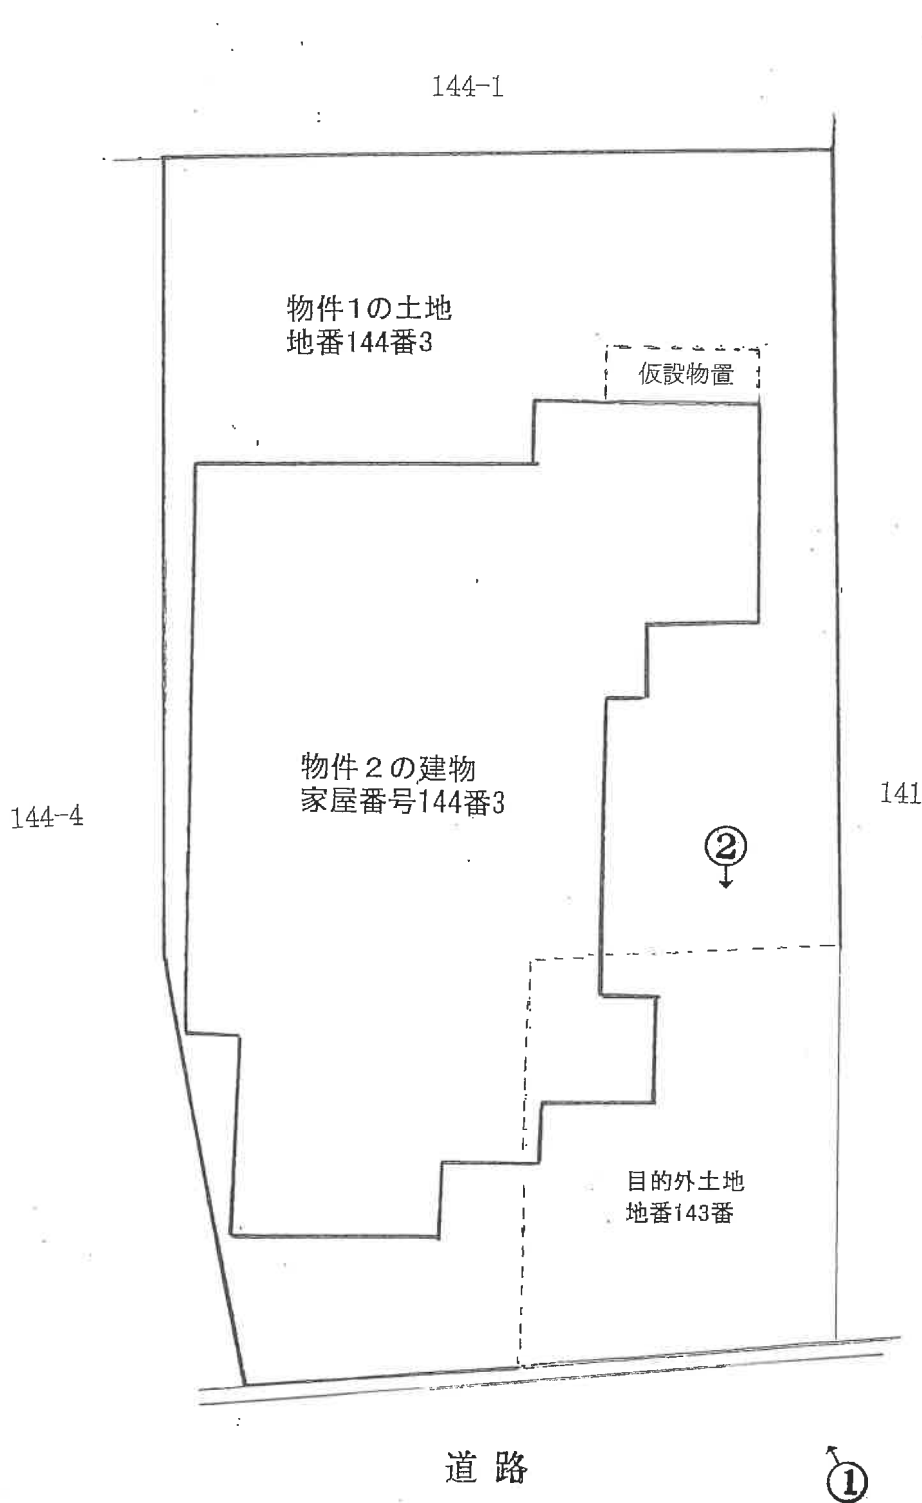 144-1
物件1の土地
地番144番3
仮設物置
物件2の建物
家屋番号144番3
144-4
141
②
目的外土地
地番143番
道路
①